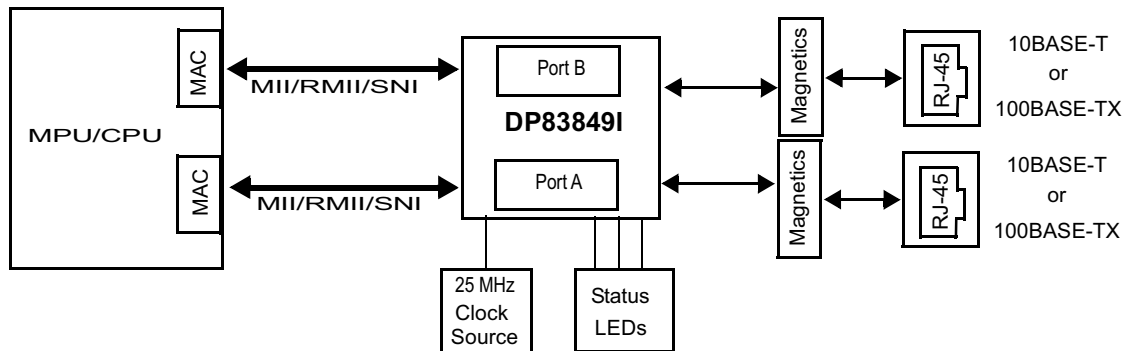 MPU/CPU
MAC
MII/RMII/SNI
MAC
MII/RMII/SNI
Port B
DP83849I
Port A
25 MHz
Clock
Source
Status
LEDs
Magnetics
RJ-45
10BASE-T
or
100BASE-TX
Magnetics
RJ-45
10BASE-T
or
100BASE-TX